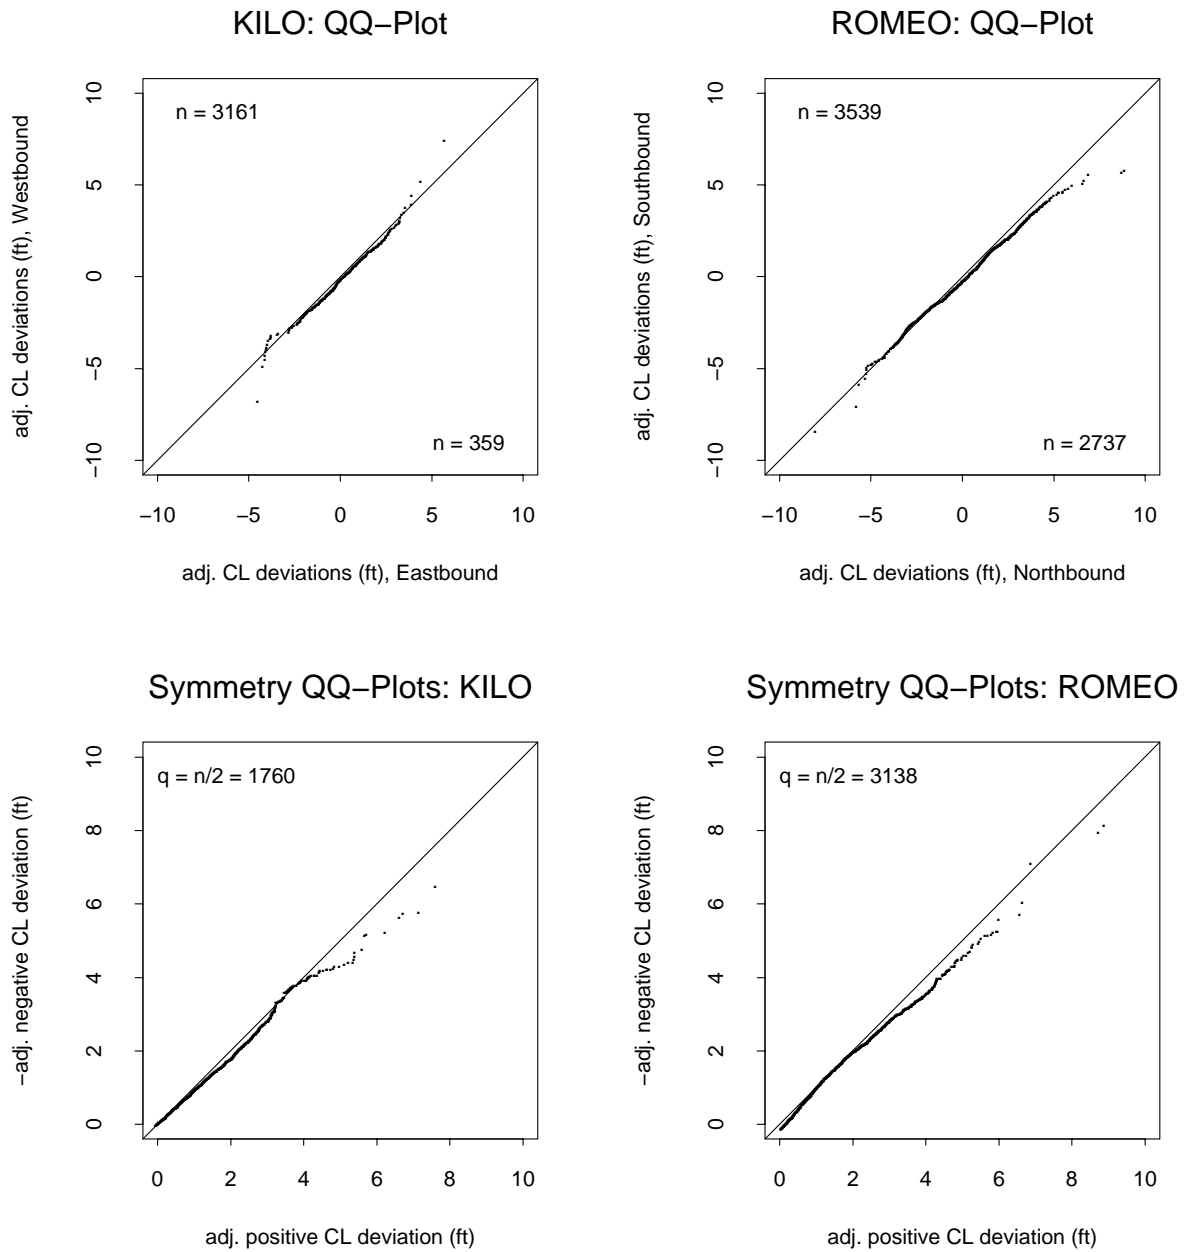 KILO: QQ−Plot
10
5
0
−5
−10
adj. CL deviations (ft), Westbound
n = 3161
n = 359
−10 −5 0 5 10
adj. CL deviations (ft), Eastbound
ROMEO: QQ−Plot
10
5
0
−5
−10
adj. CL deviations (ft), Southbound
n = 3539
n = 2737
−10 −5 0 5 10
adj. CL deviations (ft), Northbound
Symmetry QQ−Plots: KILO
10
8
6
4
2
0
−adj. negative CL deviation (ft)
q = n/2 = 1760
0 2 4 6 8 10
adj. positive CL deviation (ft)
Symmetry QQ−Plots: ROMEO
10
8
6
4
2
0
−adj. negative CL deviation (ft)
q = n/2 = 3138
0 2 4 6 8 10
adj. positive CL deviation (ft)